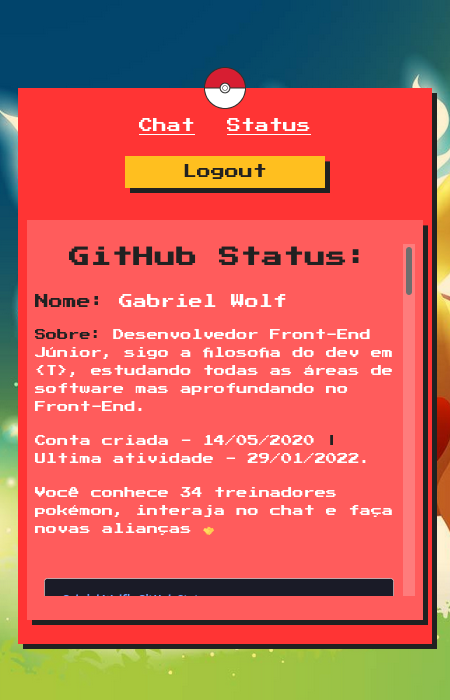 Chat Status
Logout
GitHub Status:
Nome: Gabriel Wolf
Sobre: Desenvolvedor Front-End
Júnior, sigo a filosofia do dev em
<T>, estudando todas as áreas de
software mas aprofundando no
Front-End.
Conta criada - 14/05/2020 |
Ultima atividade - 29/01/2022.
Você conhece 34 treinadores
pokémon, interaja no chat e faça
novas alianças